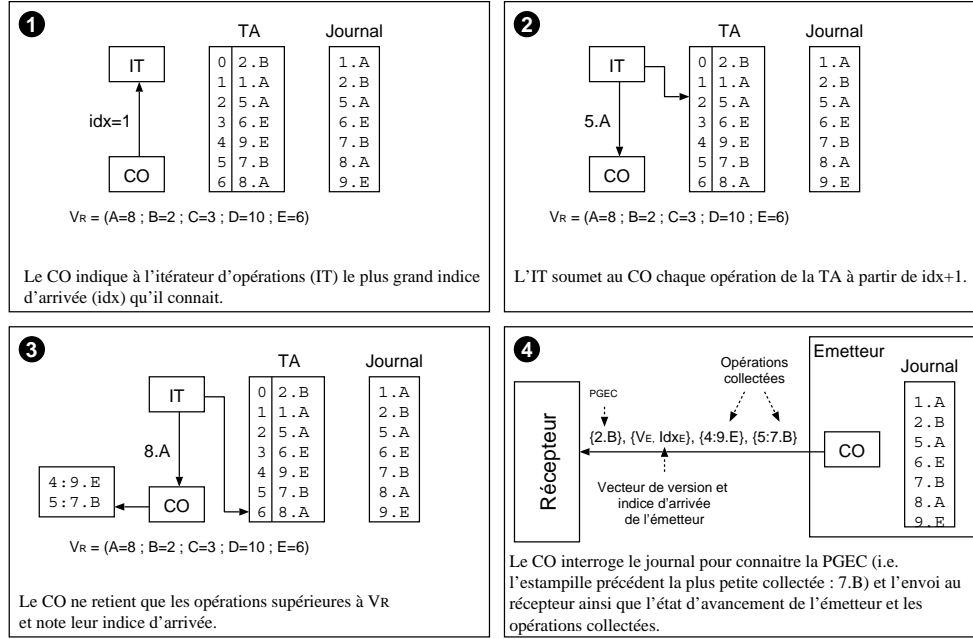 1
TA Journal
IT
CO
idx=1
0 2.B
1 1.A
2 5.A
3 6.E
4 9.E
5 7.B
6 8.A
1.A
2.B
5.A
6.E
7.B
8.A
9.E
VR = (A=8 ; B=2 ; C=3 ; D=10 ; E=6)
Le CO indique à l'itérateur d'opérations (IT) le plus grand indice
d'arrivée (idx) qu'il connait.
2
TA Journal
IT
5.A
CO
0 2.B
1 1.A
2 5.A
3 6.E
4 9.E
5 7.B
6 8.A
1.A
2.B
5.A
6.E
7.B
8.A
9.E
VR = (A=8 ; B=2 ; C=3 ; D=10 ; E=6)
L'IT soumet au CO chaque opération de la TA à partir de idx+1.
3
TA Journal
IT
8.A
CO
4:9.E
5:7.B
0 2.B
1 1.A
2 5.A
3 6.E
4 9.E
5 7.B
6 8.A
1.A
2.B
5.A
6.E
7.B
8.A
9.E
VR = (A=8 ; B=2 ; C=3 ; D=10 ; E=6)
Le CO ne retient que les opérations supérieures à VR
et note leur indice d'arrivée.
4
Emetteur
Opérations
collectées
Journal
PGEC
Récepteur
{2.B}, {VE, IdxE}, {4:9.E}, {5:7.B}
CO
Vecteur de version et
indice d'arrivée
de l'émetteur
1.A
2.B
5.A
6.E
7.B
8.A
9.E
Le CO interroge le journal pour connaitre la PGEC (i.e.
l'estampille précédent la plus petite collectée : 7.B) et l'envoi au
récepteur ainsi que l'état d'avancement de l'émetteur et les
opérations collectées.